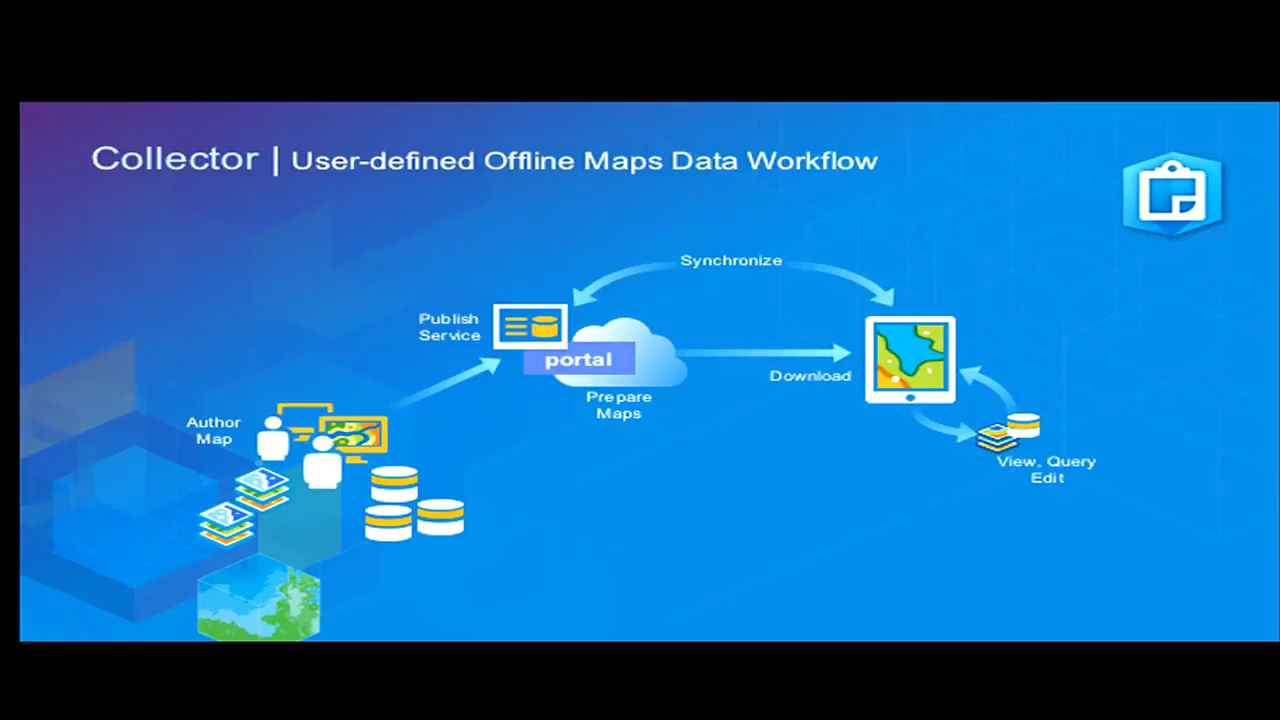 Collector | User-defined Offline Maps Data Workflow
Synchronize
Publish
Service
portal
Download
Prepare
Maps
Author
Map
View, Query
Edit